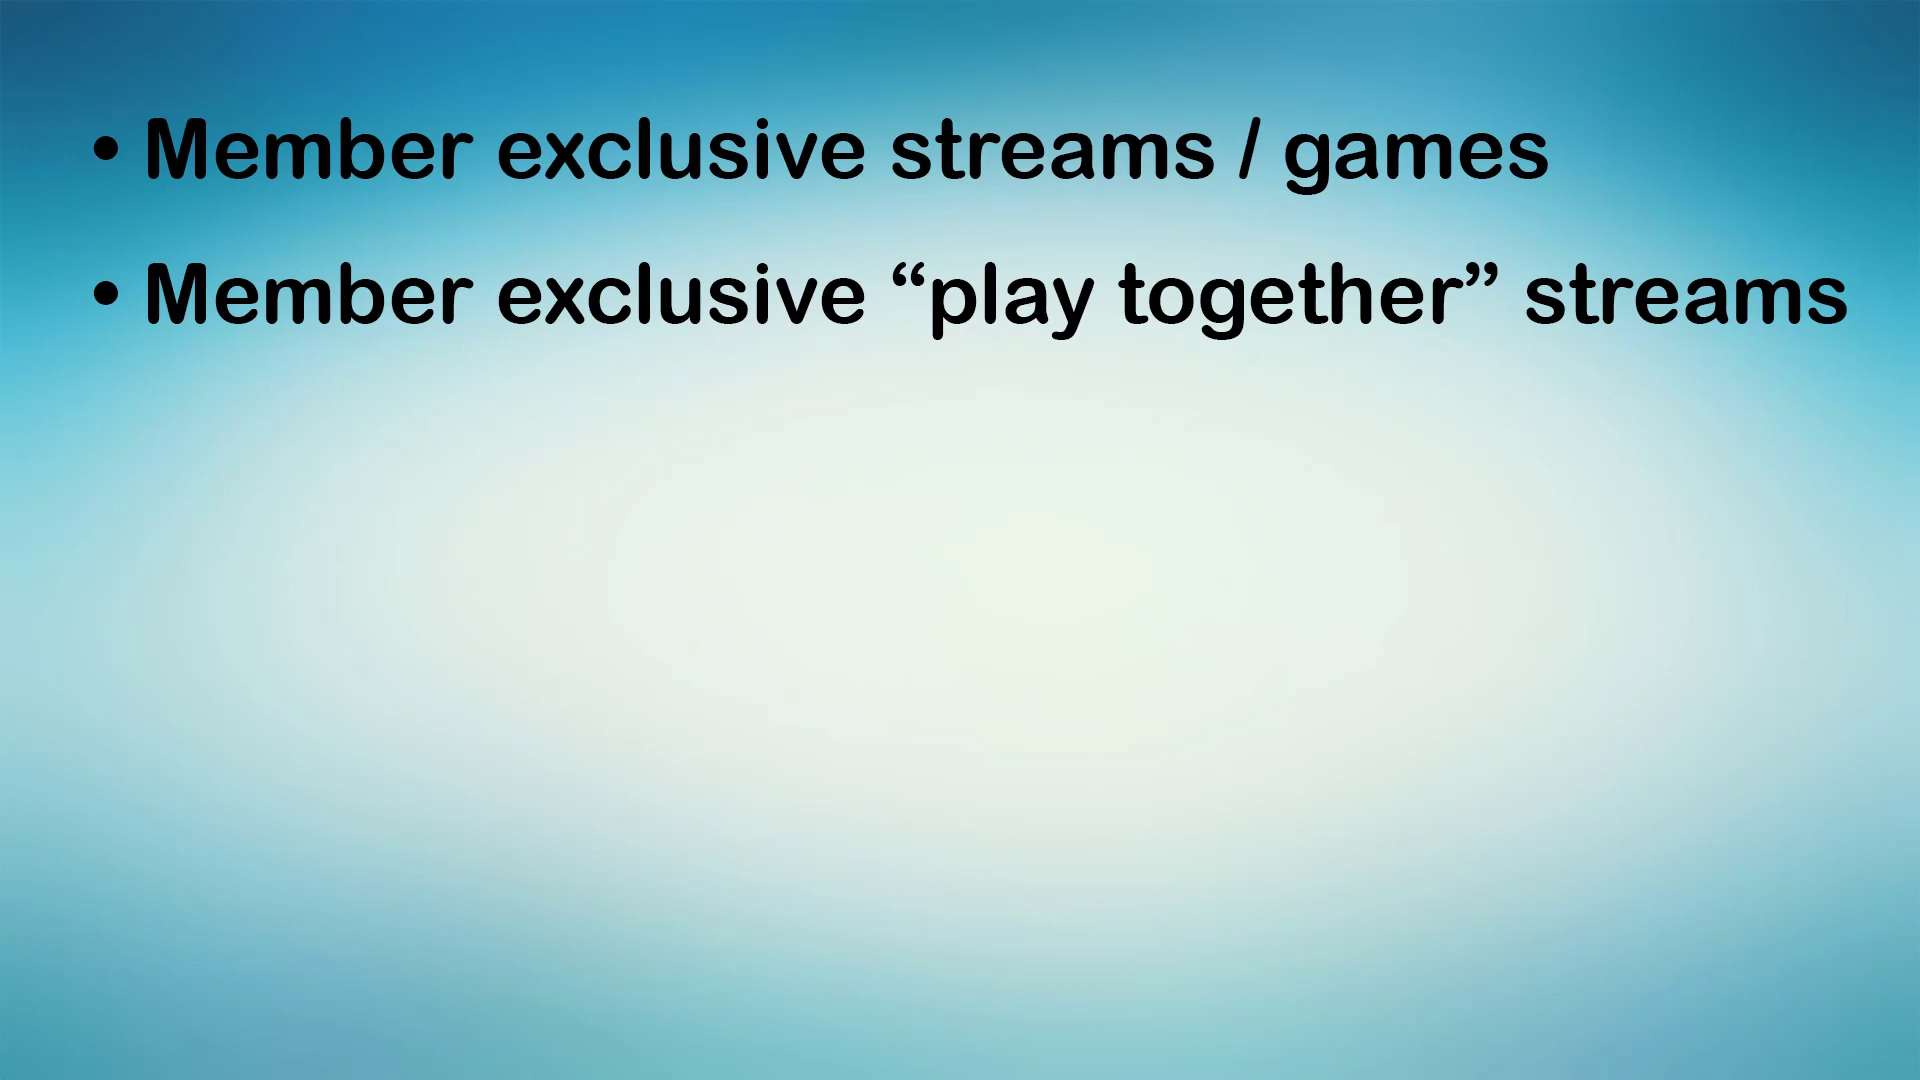 • Member exclusive streams / games
• Member exclusive “play together” streams